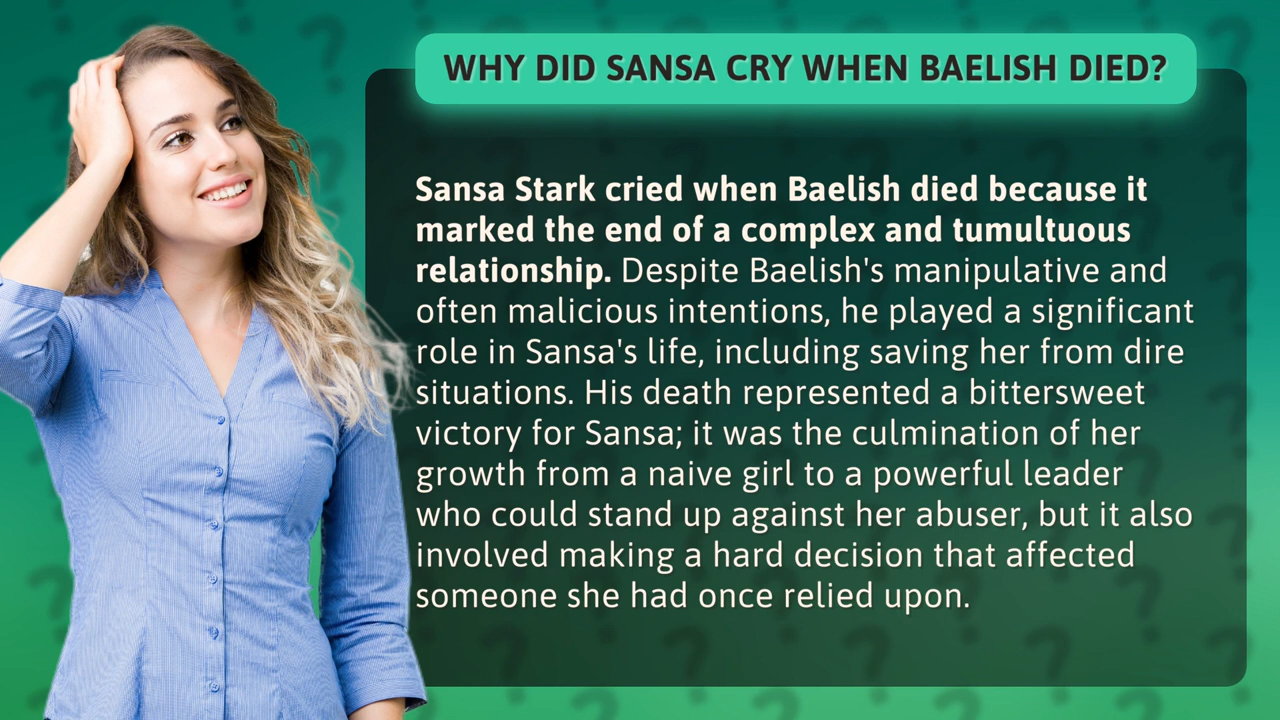 WHY DID SANSA CRY WHEN BAELISH DIED?
Sansa Stark cried when Baelish died because it
marked the end of a complex and tumultuous
relationship. Despite Baelish's manipulative and
often malicious intentions, he played a significant
role in Sansa's life, including saving her from dire
situations. His death represented a bittersweet
victory for Sansa; it was the culmination of her
growth from a naive girl to a powerful leader
who could stand up against her abuser, but it also
involved making a hard decision that affected
someone she had once relied upon.